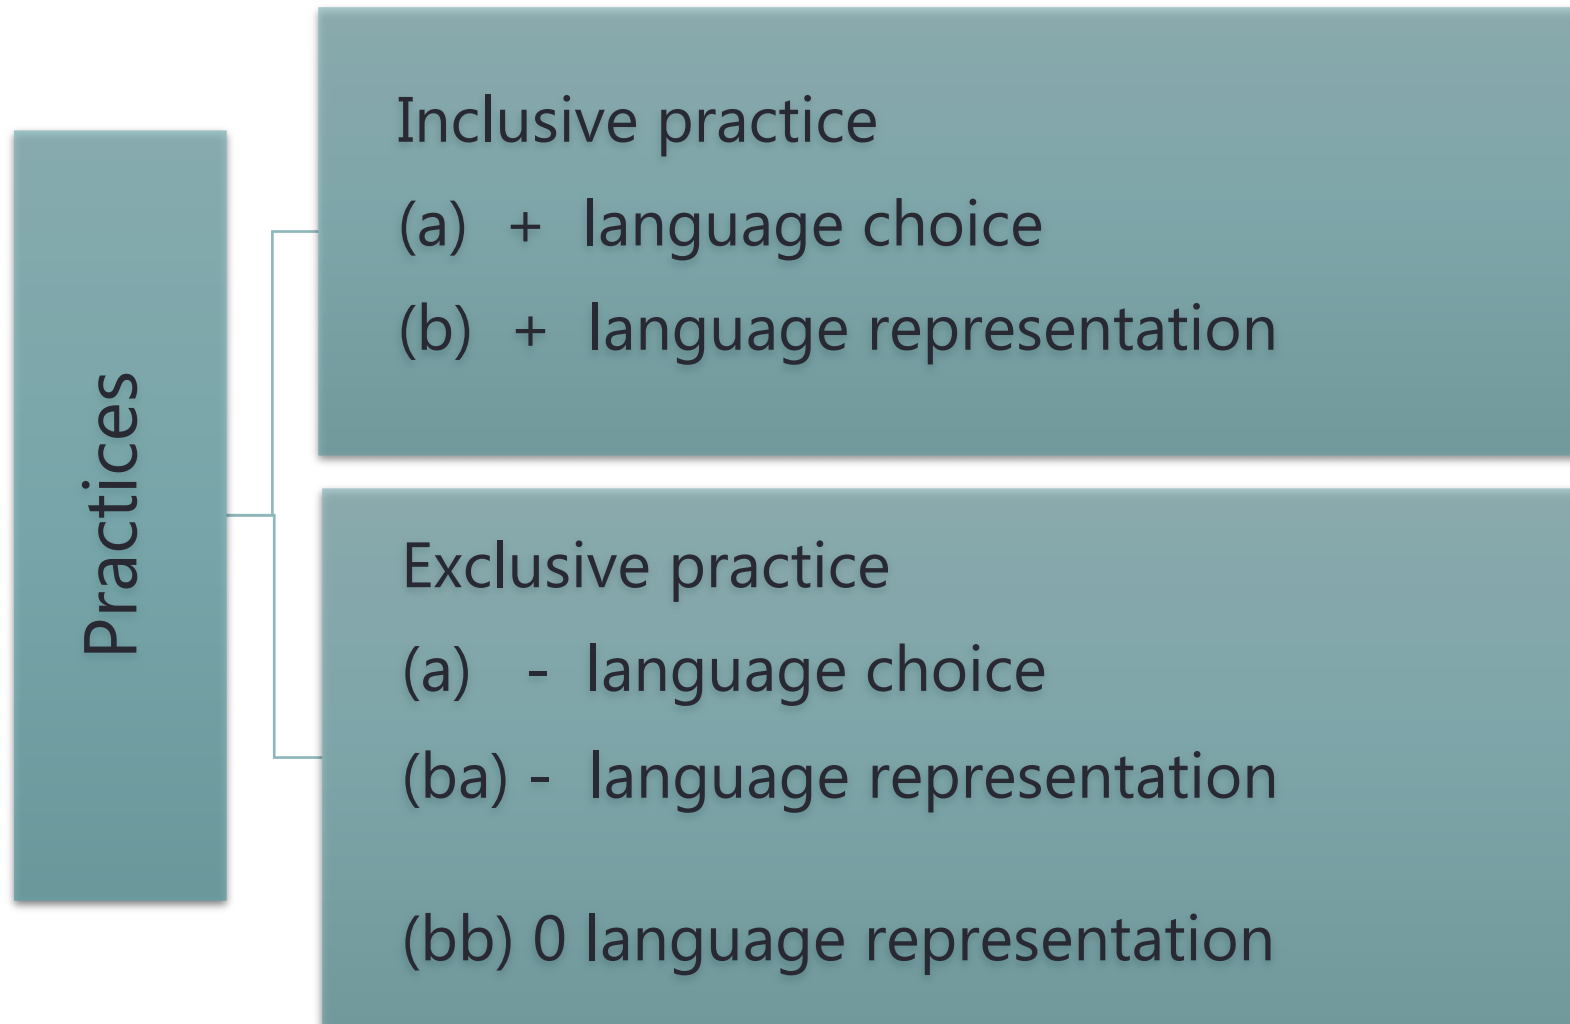 Practices
Inclusive practice
(a) + language choice
(b) + language representation
Exclusive practice
(a) - language choice
(ba) - language representation
(bb) 0 language representation